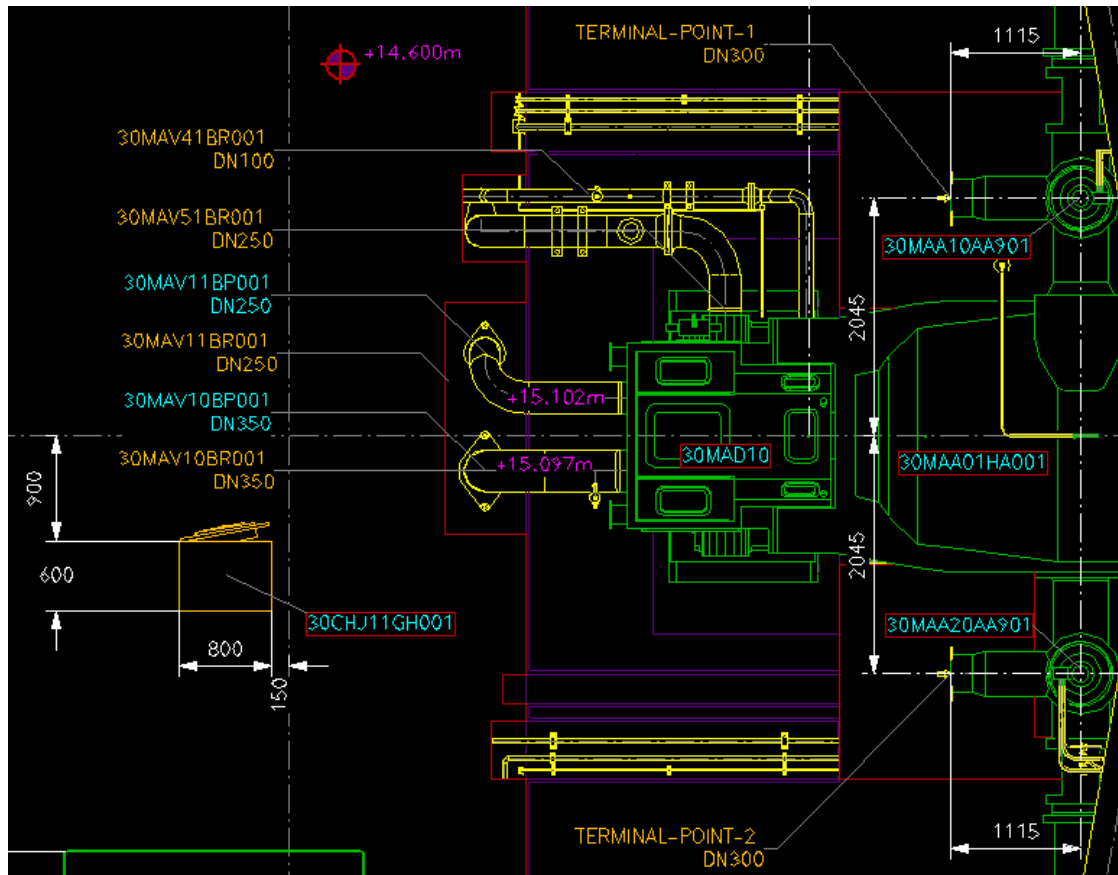 TERMINAL-POINT-1
DN300
1115
+14.600m
30MAV41BR001
DN100
30MAV51BR001
DN250
30MAA10AA901
30MAV11BP001
DN250
2045
30MAV11BR001
DN250
30MAV10BP001
DN350
+15.102m
30MAV10BR001
DN350
+15.097m
30MAD10
30MAA01HA001
900
600
2045
30CHJ11GH001
30MAA20AA901
800
150
TERMINAL-POINT-2
DN300
1115